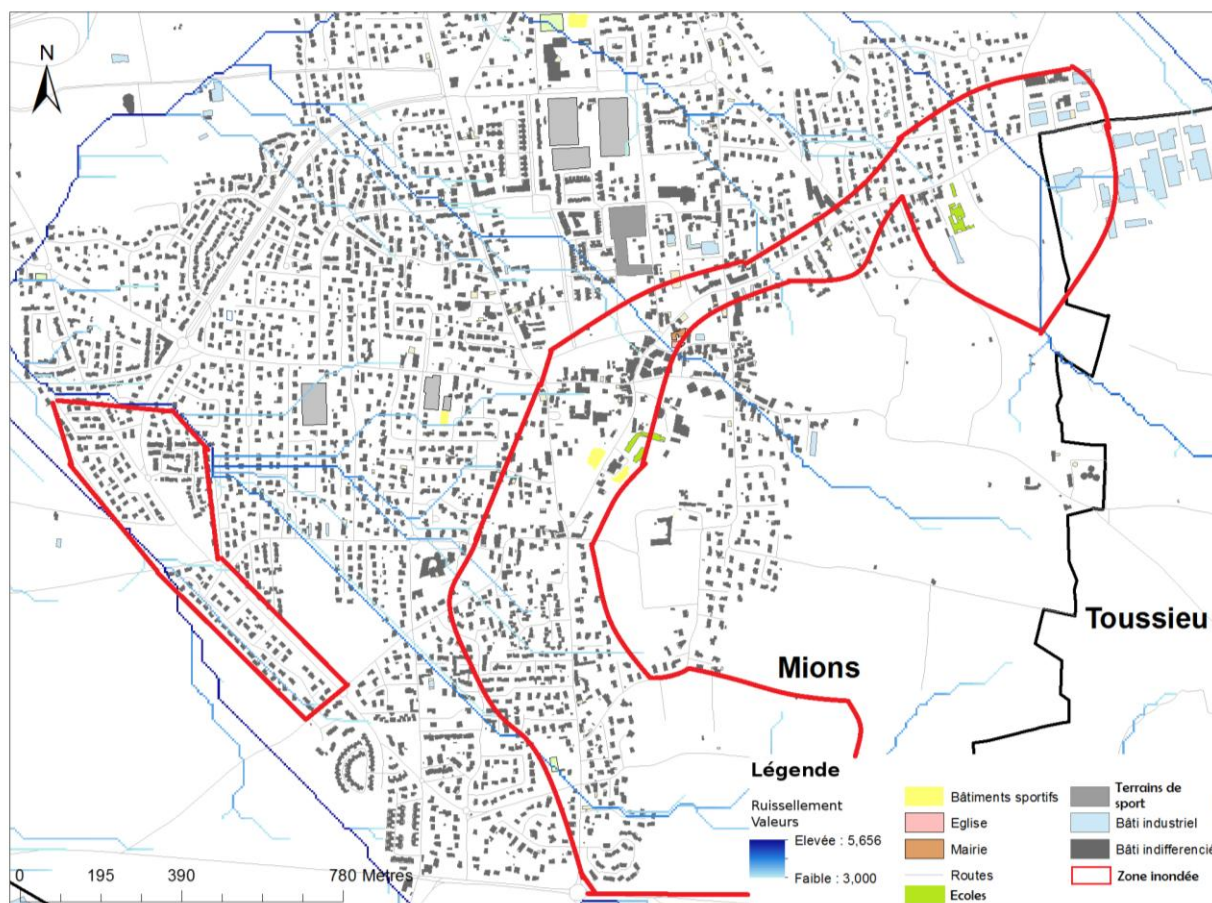 N
Toussieu
Mions
Légende
Ruissellement
Valeurs
Elevée : 5,656
Faible : 3,000
Bâtiments sportifs
Eglise
Mairie
Routes
Ecoles
Terrains de
sport
Bâti industriel
Bâti indifferencié
Zone inondée
0 195 390 780 Mètres